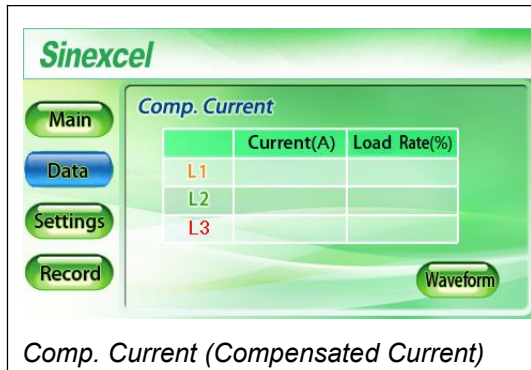 Sinexcel
Main
Data
Settings
Record
Comp. Current
Current(A) Load Rate(%)
L1
L2
L3
Waveform
Comp. Current (Compensated Current)